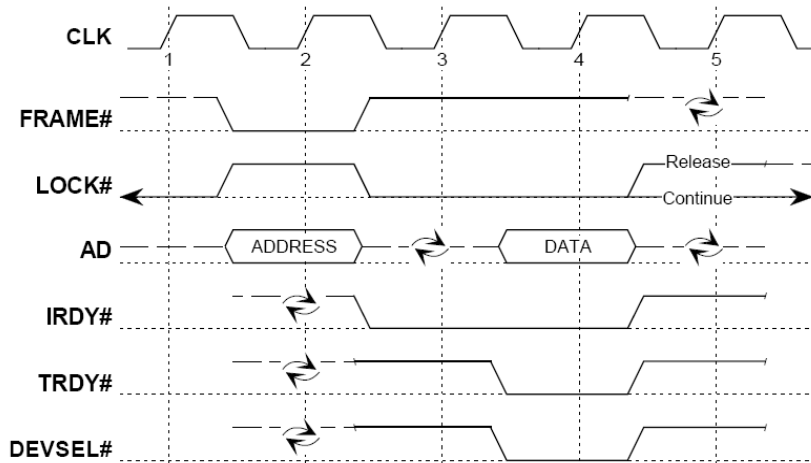 CLK
1 2 3 4 5
FRAME#
LOCK#
Release
Continue
AD
ADDRESS
DATA
IRDY#
TRDY#
DEVSEL#